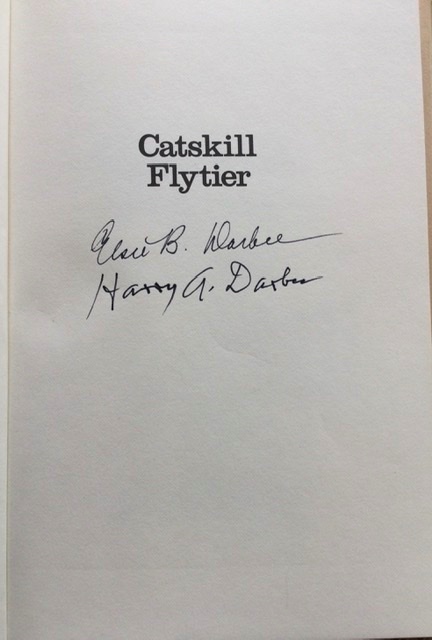 Catskill
Flytier
Elsie B. Darbee
Harry A. Darbee